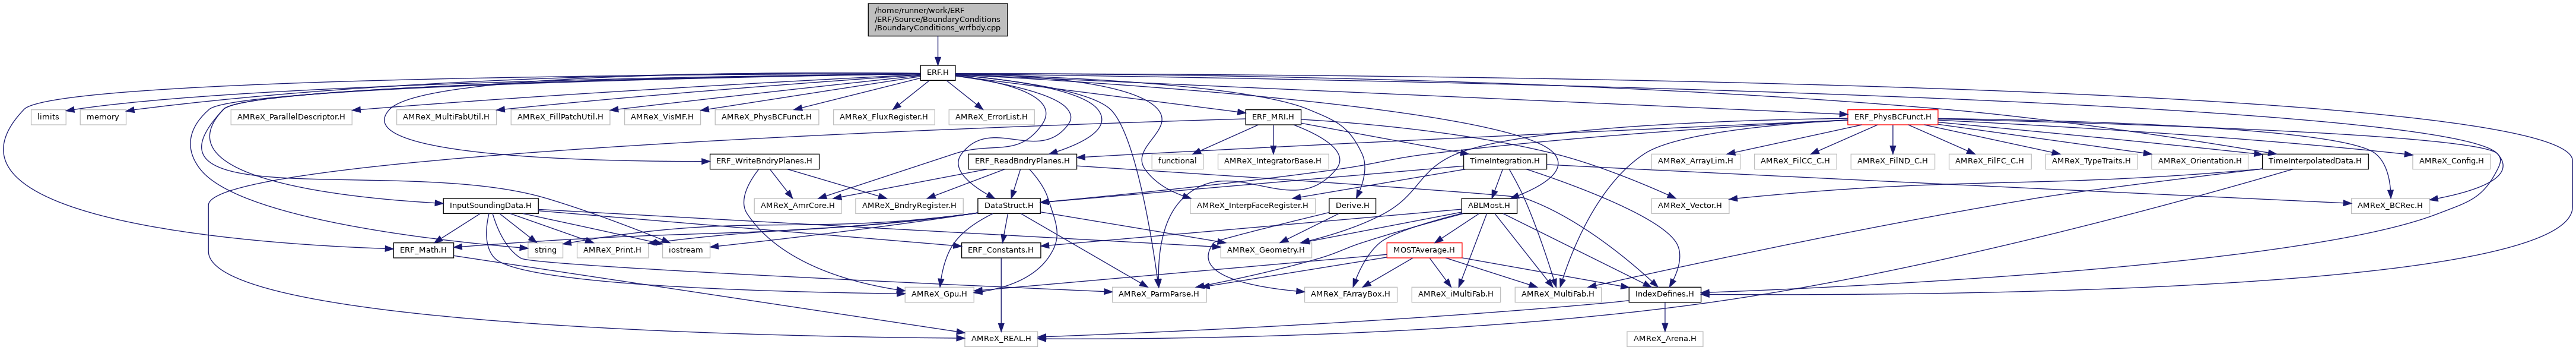 /home/runner/work/ERF
/ERF/Source/BoundaryConditions
/BoundaryConditions_wrfbdy.cpp
ERF.H
limits
memory
AMReX_ParallelDescriptor.H
AMReX_MultiFabUtil.H
AMReX_FillPatchUtil.H
AMReX_VisMF.H
AMReX_PhysBCFunct.H
AMReX_FluxRegister.H
AMReX_ErrorList.H
ERF_MRI.H
ERF_PhysBCFunct.H
ERF_WriteBndryPlanes.H
ERF_ReadBndryPlanes.H
functional
AMReX_IntegratorBase.H
TimeIntegration.H
AMReX_ArrayLim.H
AMReX_FilCC_C.H
AMReX_FilND_C.H
AMReX_FilFC_C.H
AMReX_TypeTraits.H
AMReX_Orientation.H
TimeInterpolatedData.H
AMReX_Config.H
InputSoundingData.H
AMReX_AmrCore.H
AMReX_BndryRegister.H
DataStruct.H
AMReX_InterpFaceRegister.H
Derive.H
ABLMost.H
AMReX_Vector.H
AMReX_BCRec.H
ERF_Math.H
string
AMReX_Print.H
iostream
ERF_Constants.H
AMReX_Geometry.H
MOSTAverage.H
AMReX_Gpu.H
AMReX_ParmParse.H
AMReX_FArrayBox.H
AMReX_iMultiFab.H
AMReX_MultiFab.H
IndexDefines.H
AMReX_REAL.H
AMReX_Arena.H